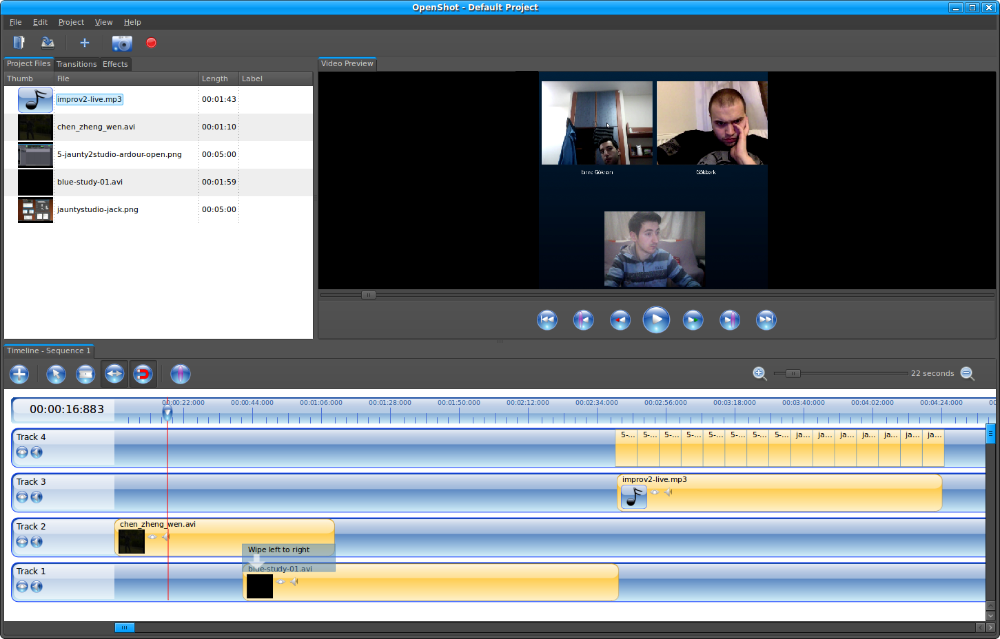 OpenShot - Default Project
File Edit Project View Help
Project Files Transitions Effects
Thumb File Length Label
improv2-live.mp3 00:01:43
chen_zheng_wen.avi 00:01:10
5-jaunty2studio-ardour-open.png 00:05:00
blue-study-01.avi 00:01:59
jauntystudio-jack.png 00:05:00
Video Preview
Gökberk
Timeline - Sequence 1
22 seconds
00:00:16:883
00:00:22:000 00:00:44:000 00:01:06:000 00:01:28:000 00:01:50:000 00:02:12:000 00:02:34:000 00:02:56:000 00:03:18:000 00:03:40:000 00:04:02:000 00:04:24:000 00:
Track 4
5-... 5-... 5-... 5-... 5-... 5-... 5-... 5-... ja... ja... ja... ja... ja... ja... ja...
Track 3
improv2-live.mp3
Track 2
chen_zheng_wen.avi
Wipe left to right
Track 1
blue-study-01.avi